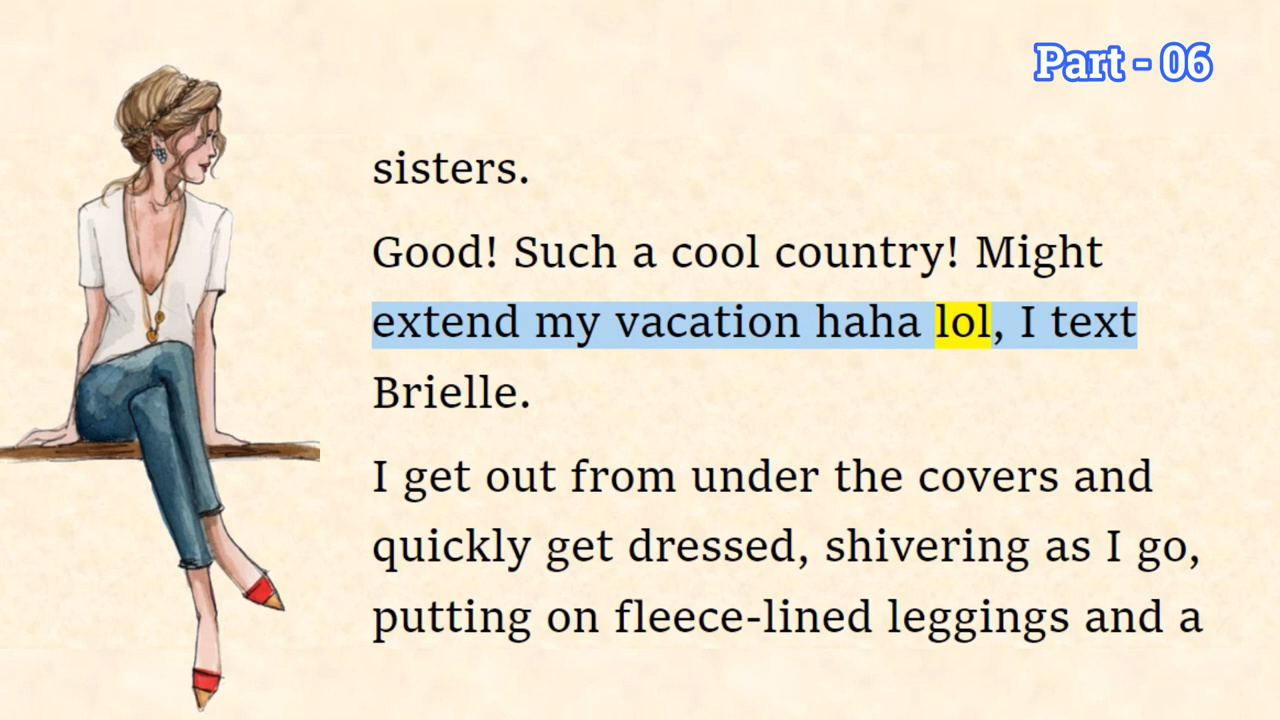 Part - 06
sisters.
Good! Such a cool country! Might
extend my vacation haha lol, I text
Brielle.
I get out from under the covers and
quickly get dressed, shivering as I go,
putting on fleece-lined leggings and a